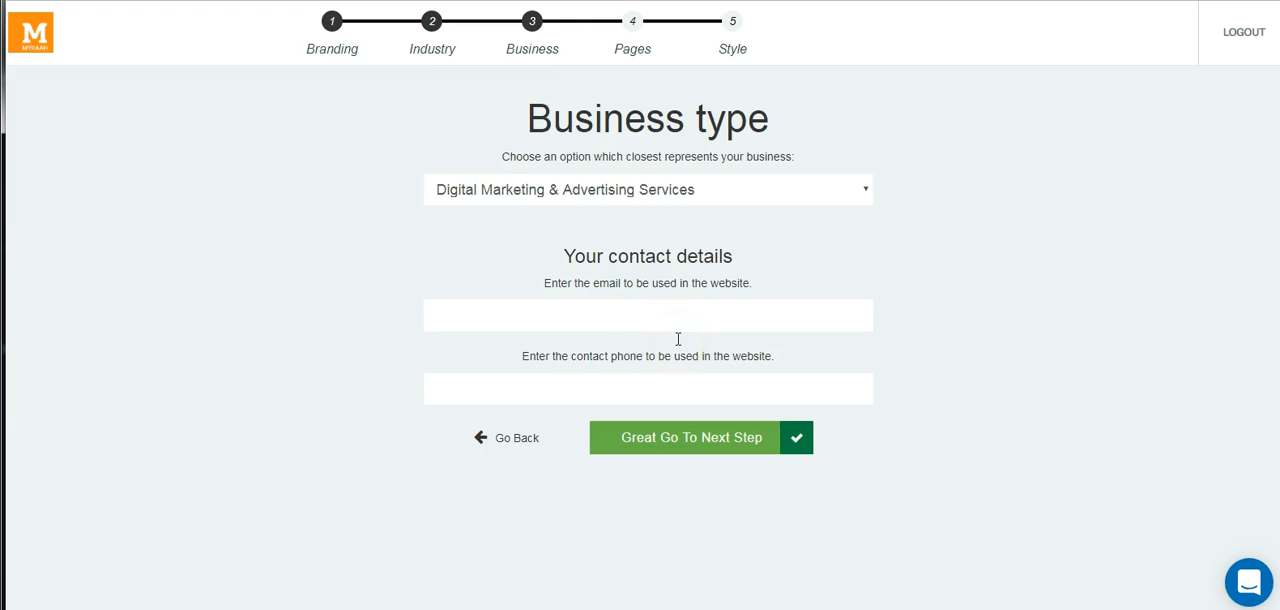 M
MYRAAH
1 2 3 4 5
Branding Industry Business Pages Style
LOGOUT
Business type
Choose an option which closest represents your business:
Digital Marketing & Advertising Services
Your contact details
Enter the email to be used in the website.
Enter the contact phone to be used in the website.
Go Back
Great Go To Next Step